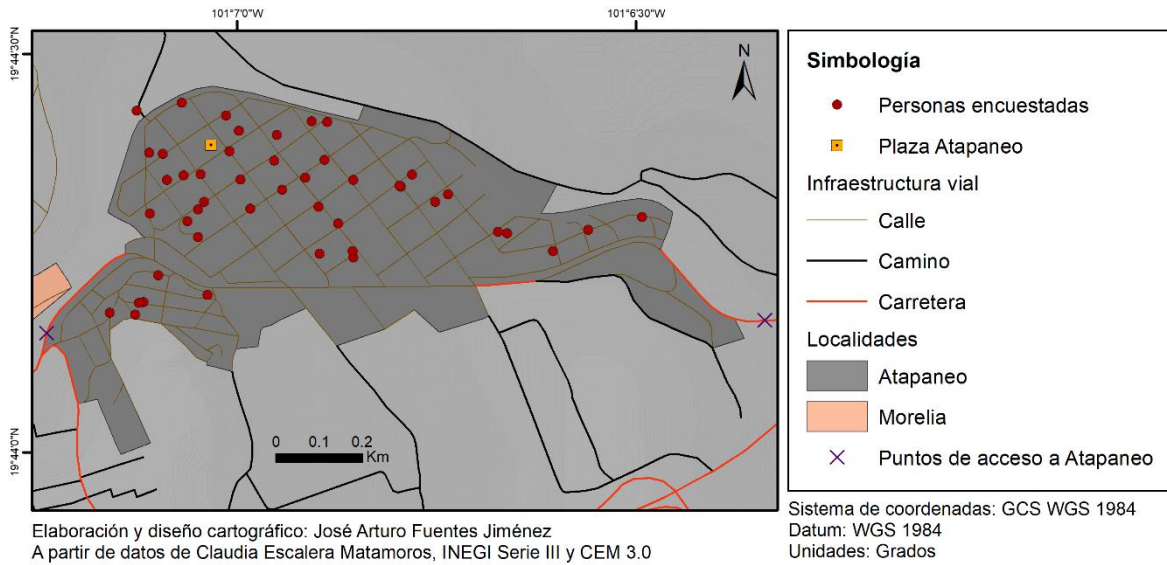 101°7'0"W
101°6'30"W
19°44'30"N
19°44'0"N
N
0 0.1 0.2
Km
Simbología
Personas encuestadas
Plaza Atapaneo
Infraestructura vial
Calle
Camino
Carretera
Localidades
Atapaneo
Morelia
Puntos de acceso a Atapaneo
Elaboración y diseño cartográfico: José Arturo Fuentes Jiménez
A partir de datos de Claudia Escalera Matamoros, INEGI Serie III y CEM 3.0
Sistema de coordenadas: GCS WGS 1984
Datum: WGS 1984
Unidades: Grados